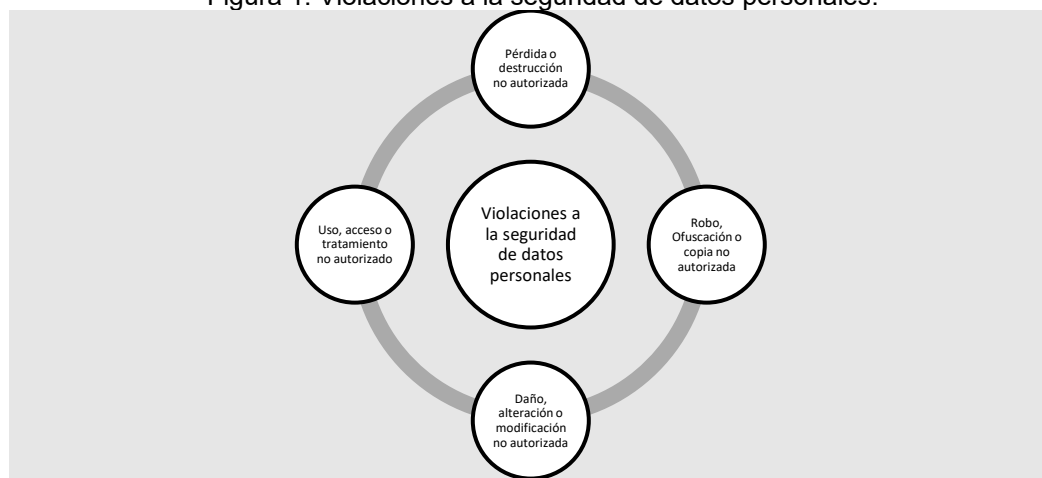 Figura 1. Violaciones a la seguridad de datos personales.
Pérdida o
destrucción
no autorizada
Uso, acceso o
tratamiento
no autorizado
Violaciones a
la seguridad
de datos
personales
Robo,
Ofuscación o
copia no
autorizada
Daño,
alteración o
modificación
no autorizada